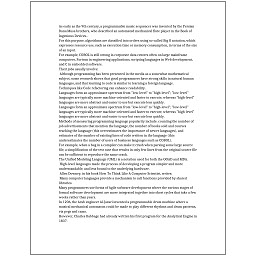 As early as the 9th century, a programmable music sequencer was invented by the Persian
Banu Musa brothers, who described an automated mechanical flute player in the Book of
Ingenious Devices.
For this purpose, algorithms are classified into orders using so-called Big O notation, which
expresses resource use, such as execution time or memory consumption, in terms of the size
of an input.
For example, COBOL is still strong in corporate data centers often on large mainframe
computers, Fortran in engineering applications, scripting languages in Web development,
and C in embedded software.
Their jobs usually involve:
Although programming has been presented in the media as a somewhat mathematical
subject, some research shows that good programmers have strong skills in natural human
languages, and that learning to code is similar to learning a foreign language.
Techniques like Code refactoring can enhance readability.
Languages form an approximate spectrum from "low-level" to "high-level"; "low-level"
languages are typically more machine-oriented and faster to execute, whereas "high-level"
languages are more abstract and easier to use but execute less quickly.
Languages form an approximate spectrum from "low-level" to "high-level"; "low-level"
languages are typically more machine-oriented and faster to execute, whereas "high-level"
languages are more abstract and easier to use but execute less quickly.
Methods of measuring programming language popularity include: counting the number of
job advertisements that mention the language, the number of books sold and courses
teaching the language (this overestimates the importance of newer languages), and
estimates of the number of existing lines of code written in the language (this
underestimates the number of users of business languages such as COBOL).
For example, when a bug in a compiler can make it crash when parsing some large source
file, a simplification of the test case that results in only few lines from the original source file
can be sufficient to reproduce the same crash.
The Unified Modeling Language (UML) is a notation used for both the OOAD and MDA.
High-level languages made the process of developing a program simpler and more
understandable, and less bound to the underlying hardware.
Allen Downey, in his book How To Think Like A Computer Scientist, writes:
Many computer languages provide a mechanism to call functions provided by shared
libraries.
Many programmers use forms of Agile software development where the various stages of
formal software development are more integrated together into short cycles that take a few
weeks rather than years.
In 1206, the Arab engineer Al-Jazari invented a programmable drum machine where a
musical mechanical automaton could be made to play different rhythms and drum patterns,
via pegs and cams.
However, Charles Babbage had already written his first program for the Analytical Engine in
1837.